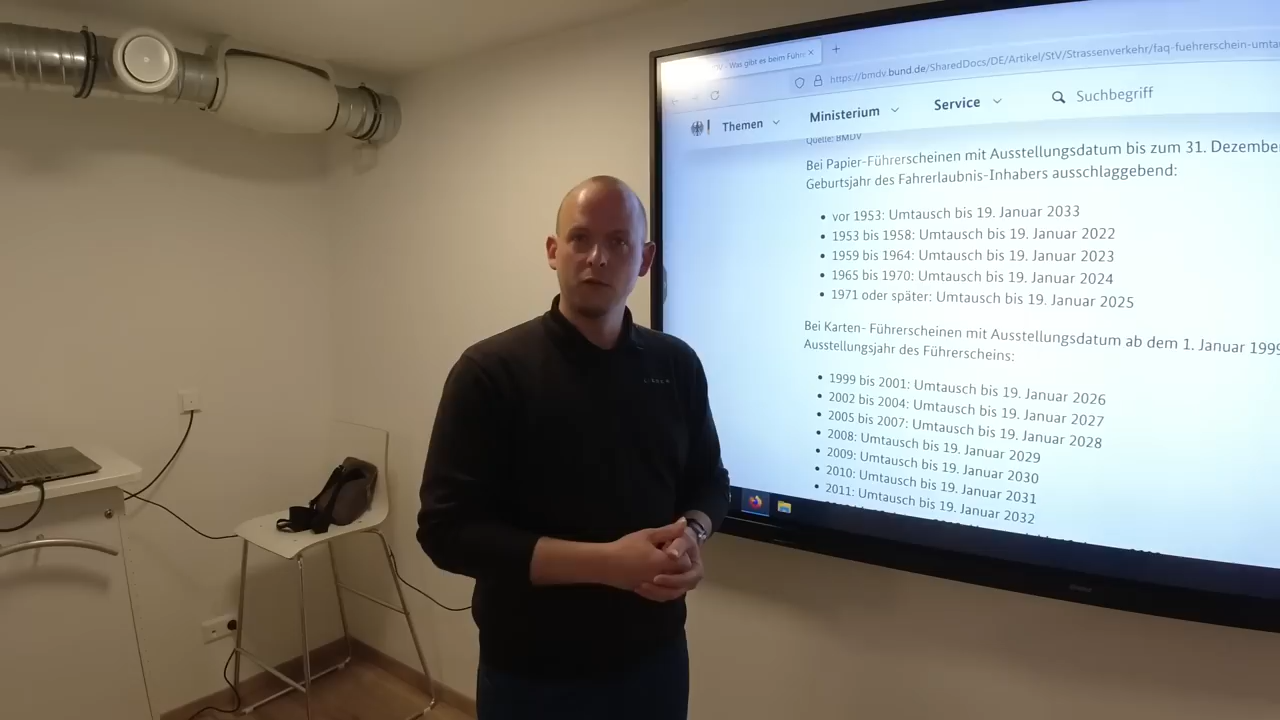 - Was gibt es beim Führ
https://bmdv.bund.de/SharedDocs/DE/Artikel/StV/Strassenverkehr/faq-fuehrerschein-umta
Themen
Ministerium
Service
Suchbegriff
Quelle: BMDV
Bei Papier-Führerscheinen mit Ausstellungsdatum bis zum 31. Dezember
Geburtsjahr des Fahrerlaubnis-Inhabers ausschlaggebend:
• vor 1953: Umtausch bis 19. Januar 2033
• 1953 bis 1958: Umtausch bis 19. Januar 2022
• 1959 bis 1964: Umtausch bis 19. Januar 2023
• 1965 bis 1970: Umtausch bis 19. Januar 2024
• 1971 oder später: Umtausch bis 19. Januar 2025
Bei Karten- Führerscheinen mit Ausstellungsdatum ab dem 1. Januar 1999
Ausstellungsjahr des Führerscheins:
• 1999 bis 2001: Umtausch bis 19. Januar 2026
• 2002 bis 2004: Umtausch bis 19. Januar 2027
• 2005 bis 2007: Umtausch bis 19. Januar 2028
• 2008: Umtausch bis 19. Januar 2029
• 2009: Umtausch bis 19. Januar 2030
• 2010: Umtausch bis 19. Januar 2031
• 2011: Umtausch bis 19. Januar 2032